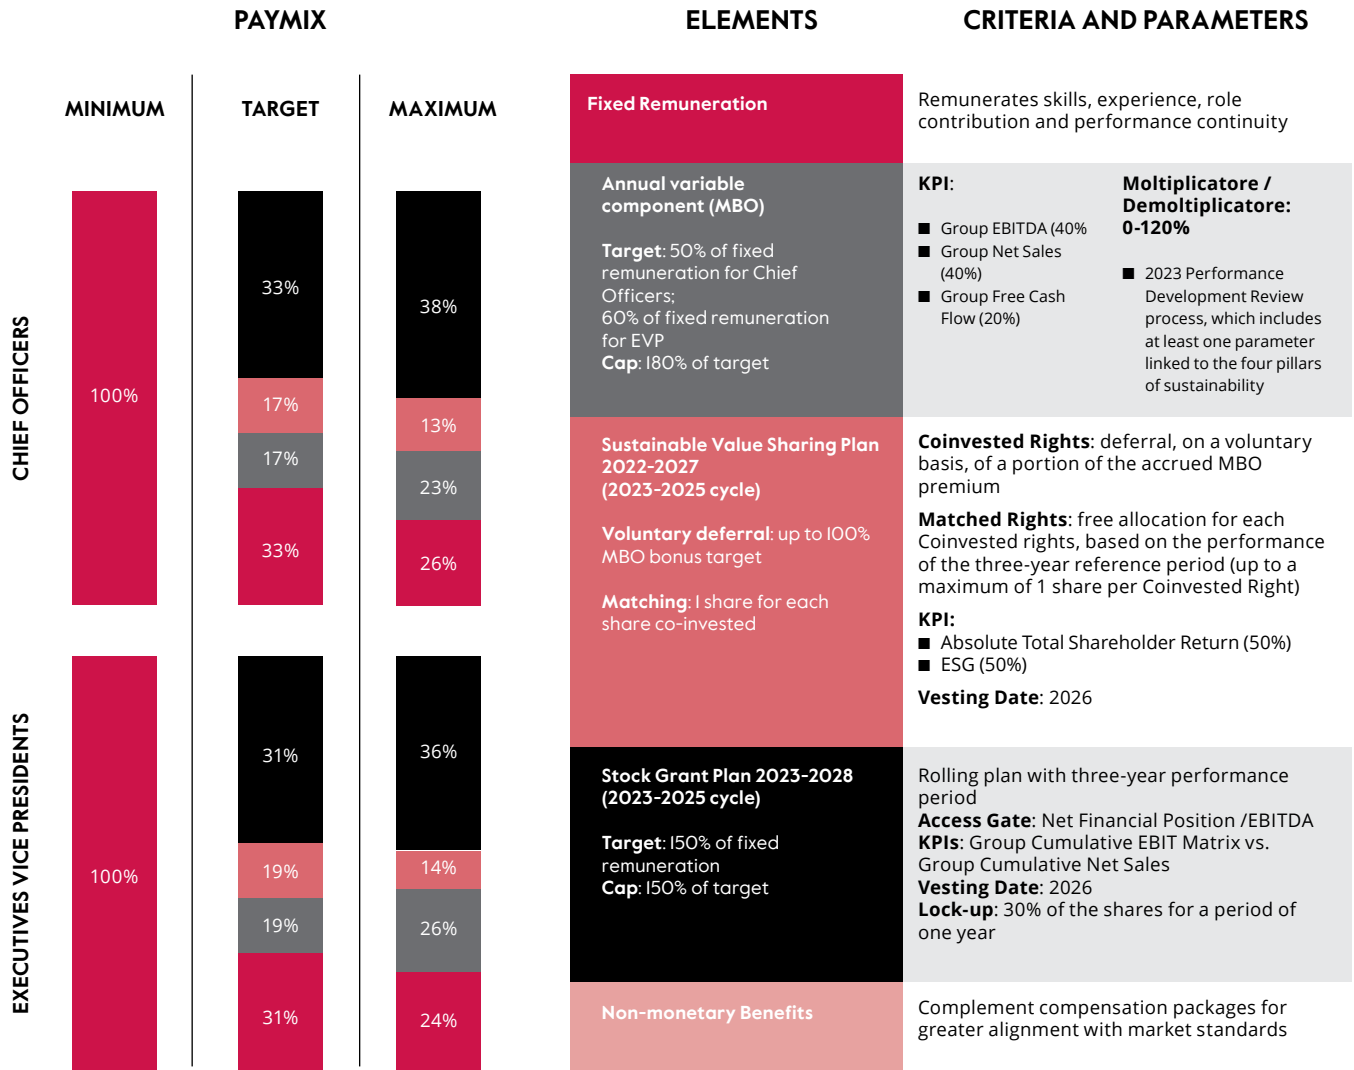 PAYMIX
ELEMENTS
CRITERIA AND PARAMETERS
MINIMUM
TARGET
MAXIMUM
CHIEF OFFICERS
100%
33%
17%
17%
33%
38%
13%
23%
26%
EXECUTIVES VICE PRESIDENTS
100%
31%
19%
19%
31%
36%
14%
26%
24%
Fixed Remuneration
Remunerates skills, experience, role
contribution and performance continuity
Annual variable
component (MBO)
Target: 50% of fixed
remuneration for Chief
Officers;
60% of fixed remuneration
for EVP
Cap: 180% of target
KPI:
■ Group EBITDA (40%
■ Group Net Sales
(40%)
■ Group Free Cash
Flow (20%)
Moltiplicatore /
Demoltiplicatore:
0-120%
■ 2023 Performance
Development Review
process, which includes
at least one parameter
linked to the four pillars
of sustainability
Sustainable Value Sharing Plan
2022-2027
(2023-2025 cycle)
Voluntary deferral: up to 100%
MBO bonus target
Matching: 1 share for each
share co-invested
Coinvested Rights: deferral, on a voluntary
basis, of a portion of the accrued MBO
premium
Matched Rights: free allocation for each
Coinvested rights, based on the performance
of the three-year reference period (up to a
maximum of 1 share per Coinvested Right)
KPI:
■ Absolute Total Shareholder Return (50%)
■ ESG (50%)
Vesting Date: 2026
Stock Grant Plan 2023-2028
(2023-2025 cycle)
Target: 150% of fixed
remuneration
Cap: 150% of target
Rolling plan with three-year performance
period
Access Gate: Net Financial Position /EBITDA
KPIs: Group Cumulative EBIT Matrix vs.
Group Cumulative Net Sales
Vesting Date: 2026
Lock-up: 30% of the shares for a period of
one year
Non-monetary Benefits
Complement compensation packages for
greater alignment with market standards